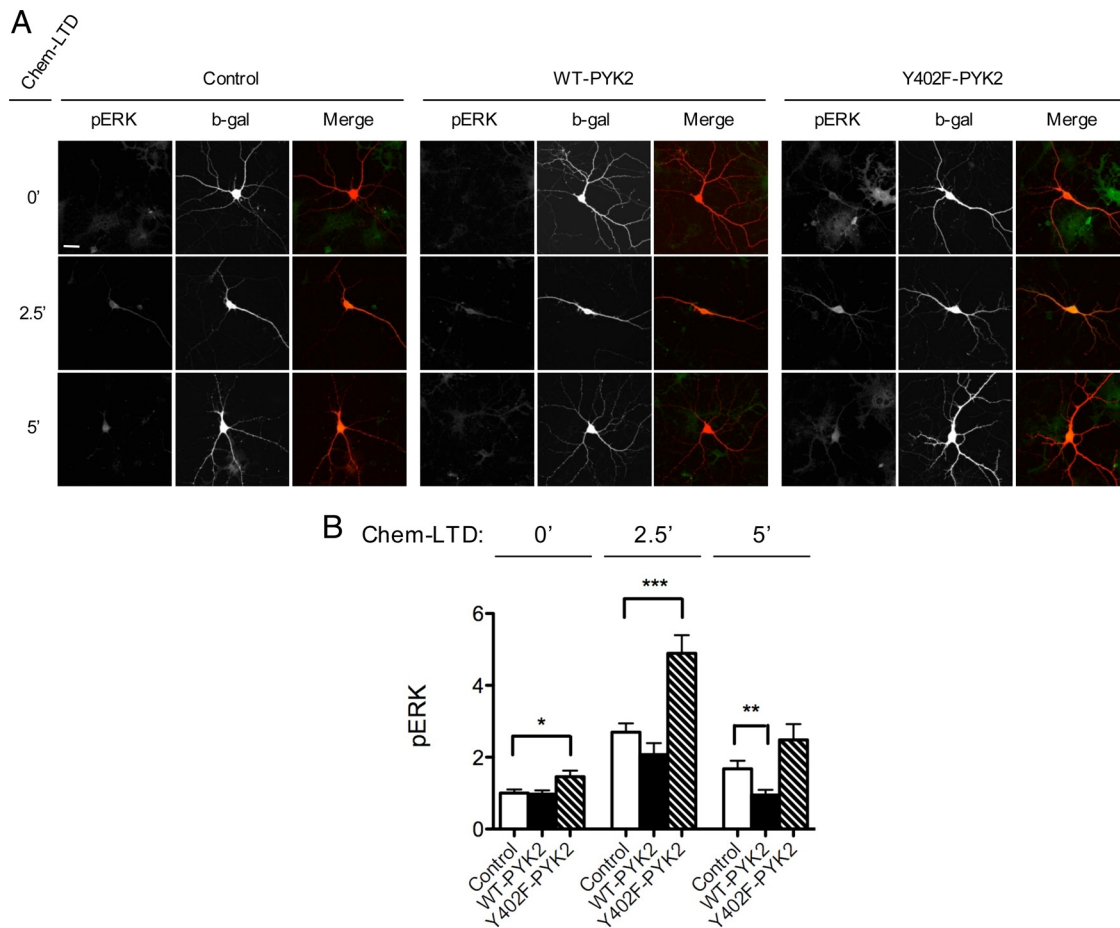 A
Chem-LTD
Control WT-PYK2 Y402F-PYK2
pERK b-gal Merge pERK b-gal Merge pERK b-gal Merge
0’
2.5’
5’
B Chem-LTD: 0’ 2.5’ 5’
***
6
4
**
*
pERK
2
0
Control WT-PYK2 Y402F-PYK2 Control WT-PYK2 Y402F-PYK2 Control WT-PYK2 Y402F-PYK2